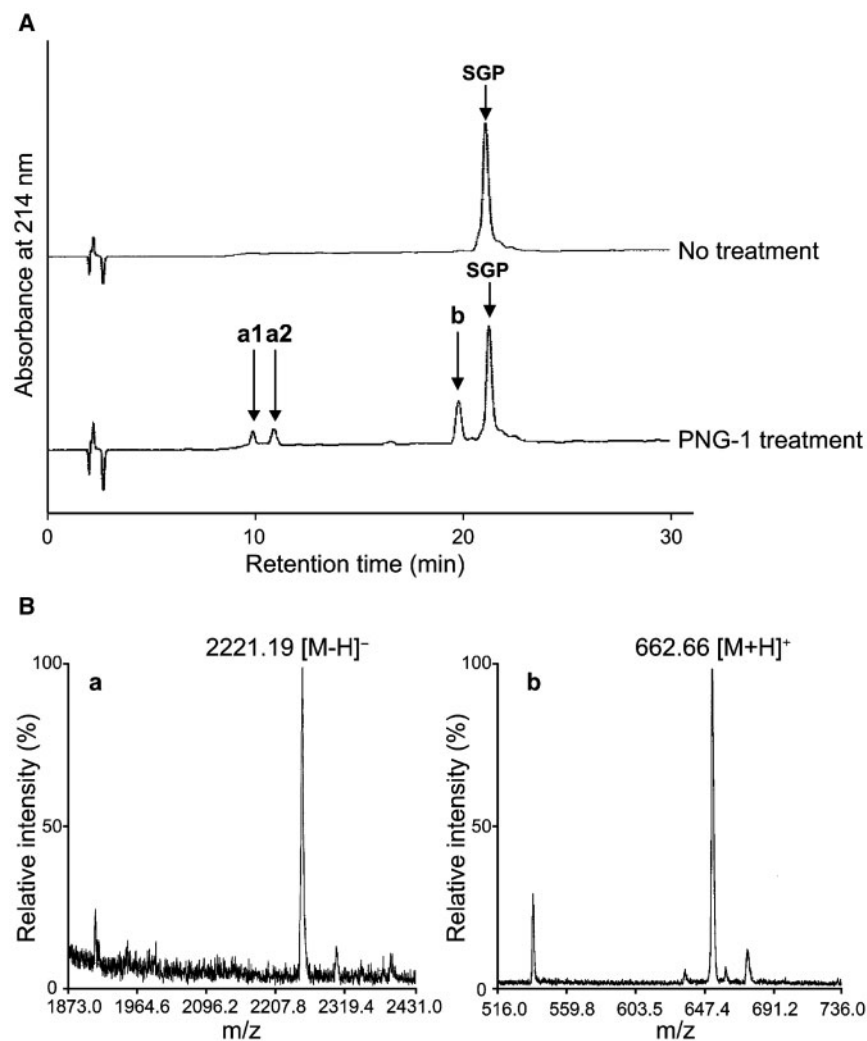 A
Absorbance at 214 nm
SGP
No treatment
SGP
a1 a2
b
PNG-1 treatment
0 10 20 30
Retention time (min)
B
2221.19 [M-H]⁻
a
Relative intensity (%)
100
50
0
1873.0 1964.6 2096.2 2207.8 2319.4 2431.0
m/z
662.66 [M+H]⁺
b
Relative intensity (%)
100
50
0
516.0 559.8 603.5 647.4 691.2 736.0
m/z